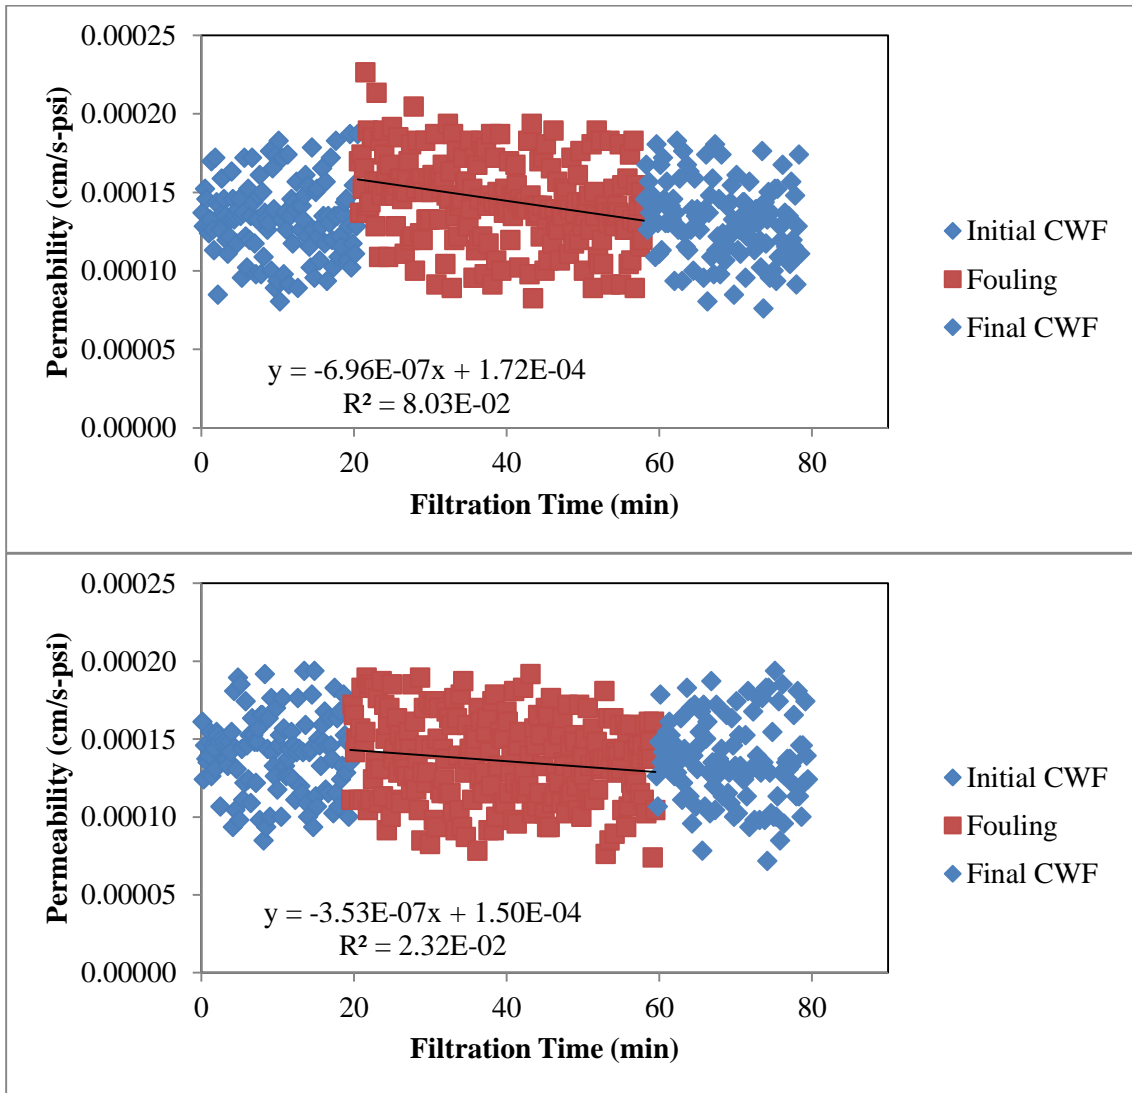 0.00025
0.00020
0.00015
0.00010
0.00005
0.00000
Permeability (cm/s-psi)
y = -6.96E-07x + 1.72E-04
R² = 8.03E-02
0 20 40 60 80
Filtration Time (min)
Initial CWF
Fouling
Final CWF
0.00025
0.00020
0.00015
0.00010
0.00005
0.00000
Permeability (cm/s-psi)
y = -3.53E-07x + 1.50E-04
R² = 2.32E-02
0 20 40 60 80
Filtration Time (min)
Initial CWF
Fouling
Final CWF